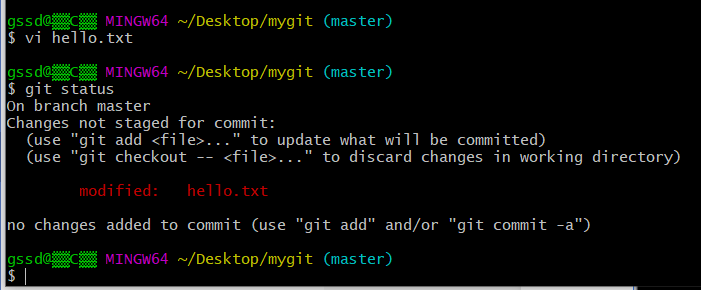 gssd@▒▒C▒▒ MINGW64 ~/Desktop/mygit (master)
$ vi hello.txt
gssd@▒▒C▒▒ MINGW64 ~/Desktop/mygit (master)
$ git status
On branch master
Changes not staged for commit:
(use "git add <file>..." to update what will be committed)
(use "git checkout -- <file>..." to discard changes in working directory)
modified: hello.txt
no changes added to commit (use "git add" and/or "git commit -a")
gssd@▒▒C▒▒ MINGW64 ~/Desktop/mygit (master)
$